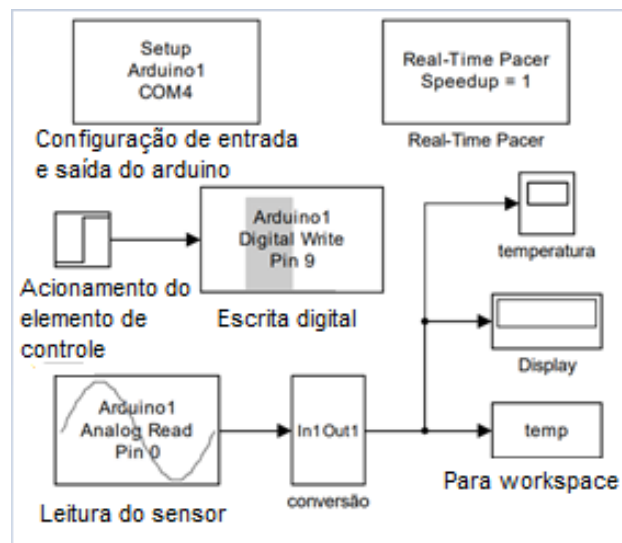 Setup
Arduino1
COM4
Configuração de entrada
e saída do arduino
Real-Time Pacer
Speedup = 1
Real-Time Pacer
Acionamento do
elemento de
controle
Arduino1
Digital Write
Pin 9
Escrita digital
temperatura
Display
Arduino1
Analog Read
Pin 0
Leitura do sensor
In1Out1
conversão
temp
Para workspace